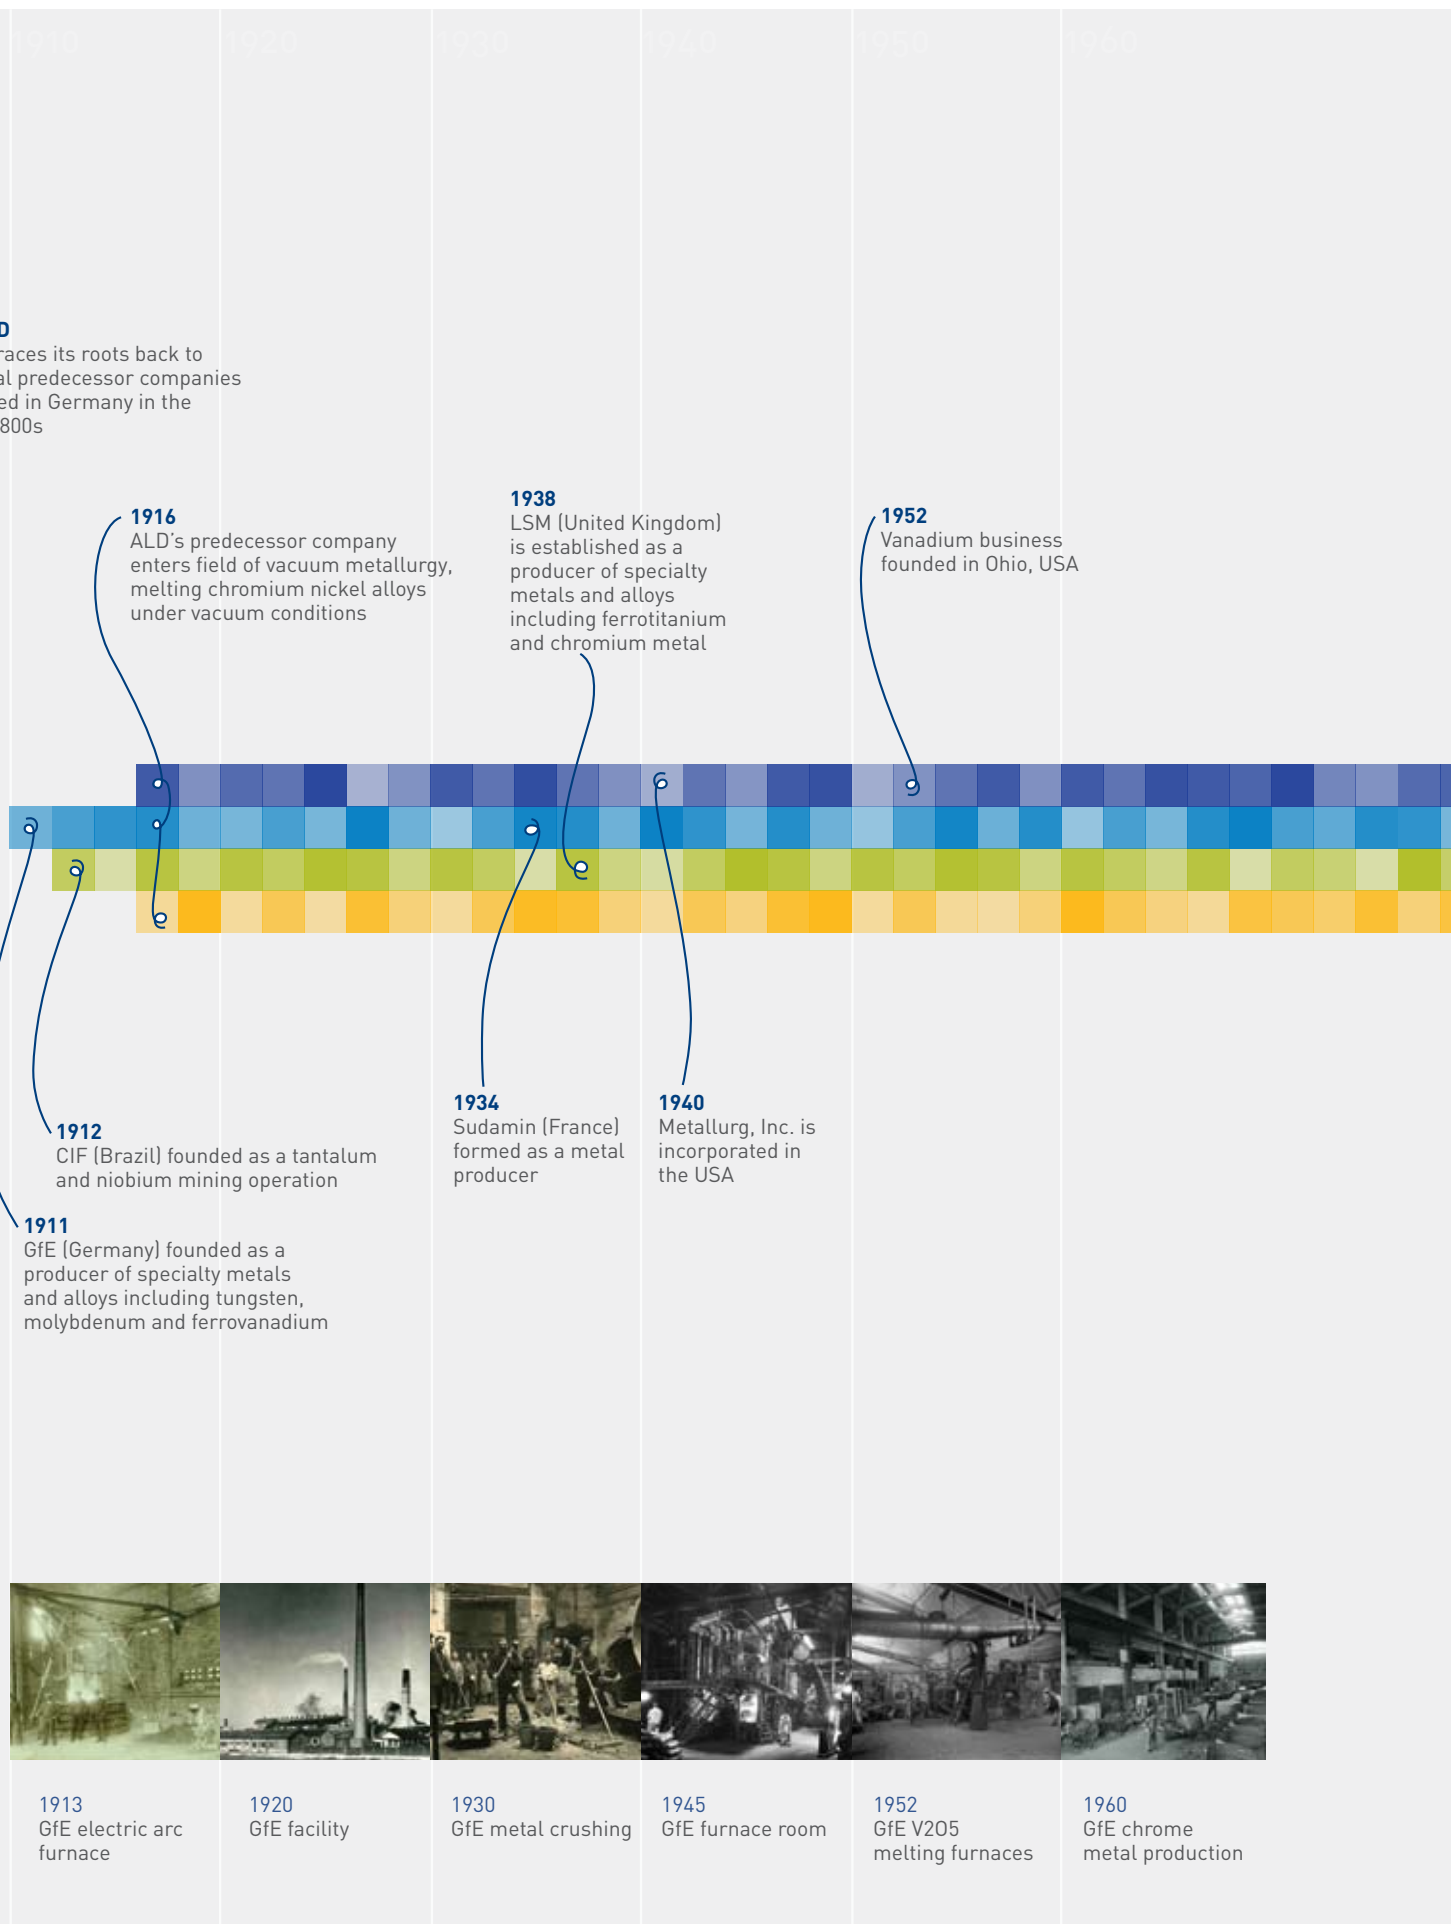 1910 1920 1930 1940 1950 1960
D
races its roots back to
al predecessor companies
ed in Germany in the
800s
1916
ALD's predecessor company
enters field of vacuum metallurgy,
melting chromium nickel alloys
under vacuum conditions
1938
LSM (United Kingdom)
is established as a
producer of specialty
metals and alloys
including ferrotitanium
and chromium metal
1952
Vanadium business
founded in Ohio, USA
1912
CIF (Brazil) founded as a tantalum
and niobium mining operation
1911
GfE (Germany) founded as a
producer of specialty metals
and alloys including tungsten,
molybdenum and ferrovanadium
1934
Sudamin (France)
formed as a metal
producer
1940
Metallurg, Inc. is
incorporated in
the USA
1913
GfE electric arc
furnace
1920
GfE facility
1930
GfE metal crushing
1945
GfE furnace room
1952
GfE V2O5
melting furnaces
1960
GfE chrome
metal production